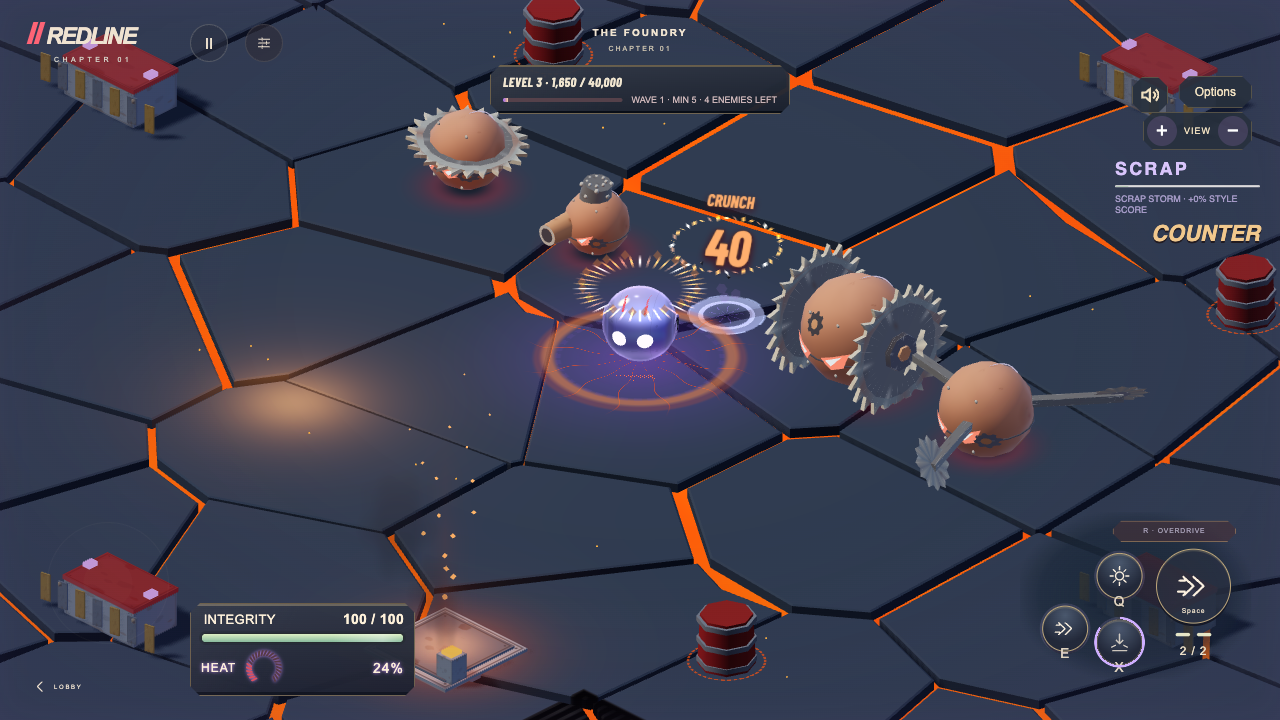 REDLINE
CHAPTER 01
THE FOUNDRY
CHAPTER 01
LEVEL 3 · 1,650 / 40,000
WAVE 1 · MIN 5 · 4 ENEMIES LEFT
Options
+ VIEW −
SCRAP
SCRAP STORM · +0% STYLE
SCORE
COUNTER
CRUNCH
40
R · OVERDRIVE
Q
Space
E
X
2 / 2
INTEGRITY 100 / 100
HEAT 24%
LOBBY